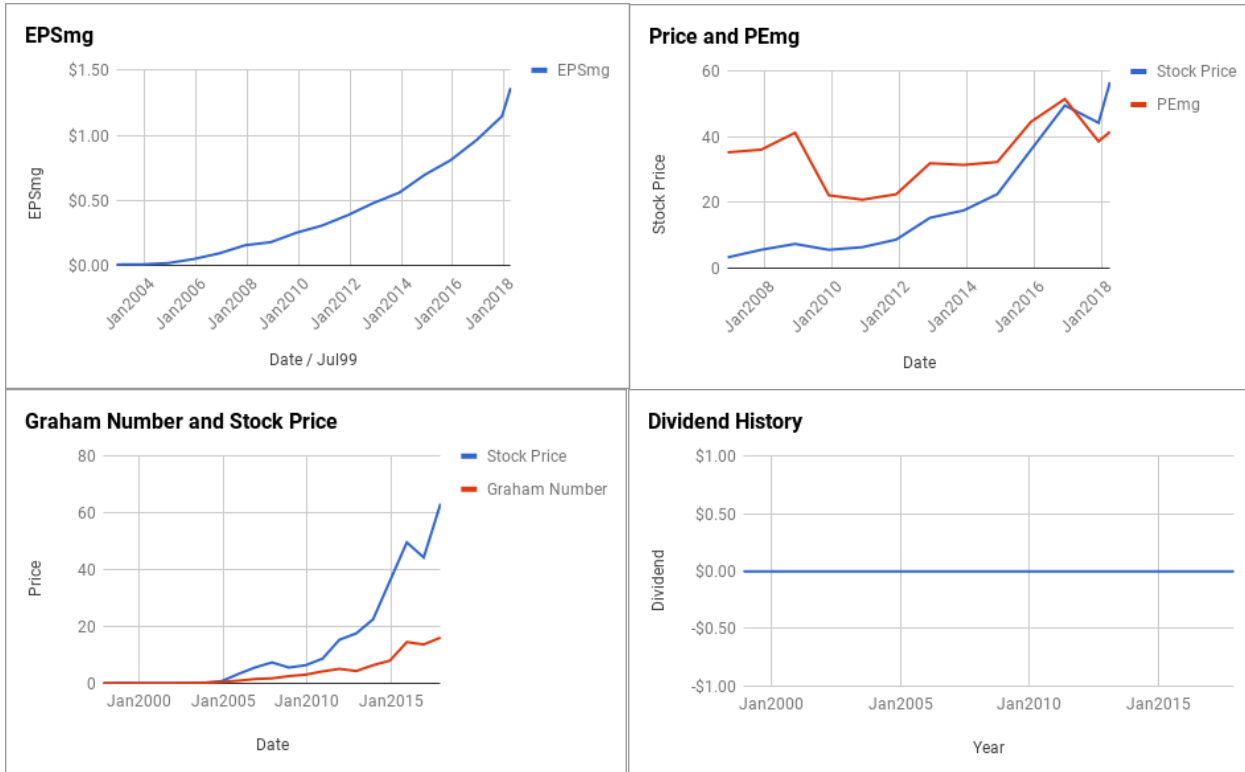 EPSmg
EPSmg
$1.50
$1.00
$0.50
$0.00
EPSmg
Jan2004
Jan2006
Jan2008
Jan2010
Jan2012
Jan2014
Jan2016
Jan2018
Date / Jul99
Price and PEmg
Stock Price
PEmg
60
40
20
0
Stock Price
Jan2008
Jan2010
Jan2012
Jan2014
Jan2016
Jan2018
Date
Graham Number and Stock Price
Stock Price
Graham Number
80
60
40
20
0
Price
Jan2000
Jan2005
Jan2010
Jan2015
Date
Dividend History
$1.00
$0.50
$0.00
-$0.50
-$1.00
Dividend
Jan2000
Jan2005
Jan2010
Jan2015
Year